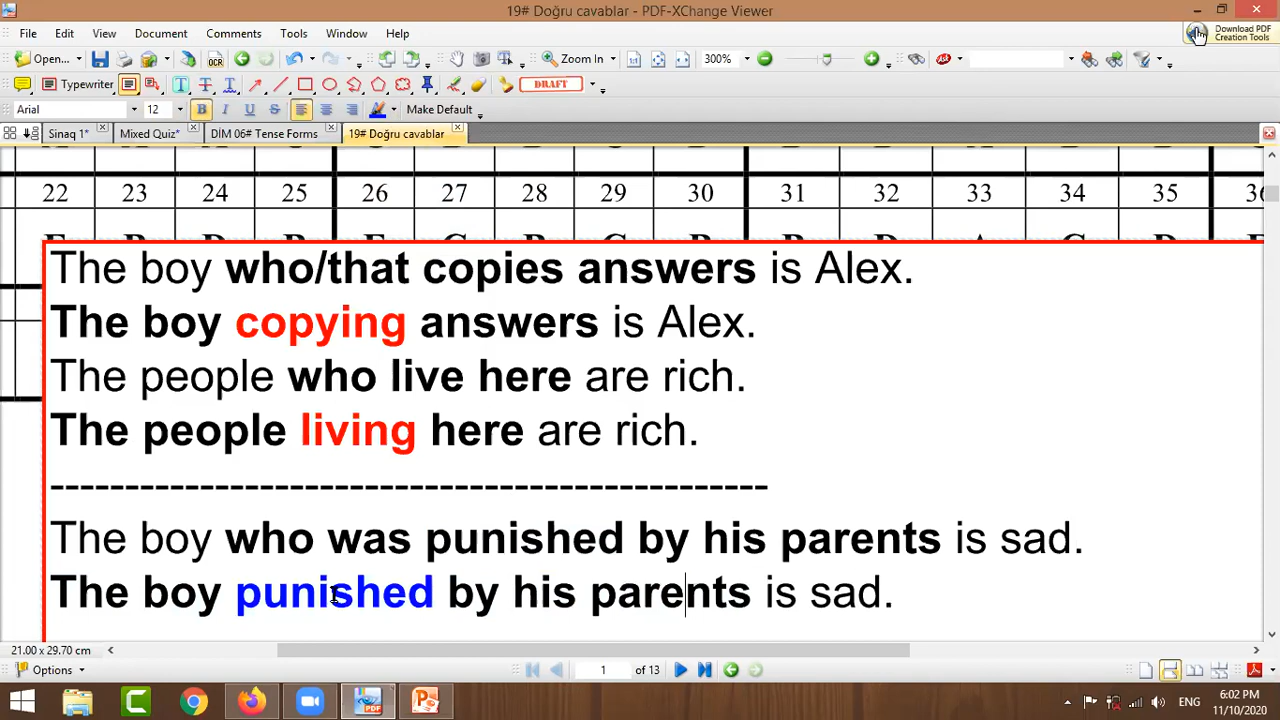 19# Doğru cavablar - PDF-XChange Viewer
File Edit View Document Comments Tools Window Help
Download PDF
Creation Tools
Open... OCR Zoom In 300%
Typewriter DRAFT
Arial 12 B I U S Make Default
Sinaq 1* Mixed Quiz* DİM 06# Tense Forms 19# Doğru cavablar
22 23 24 25 26 27 28 29 30 31 32 33 34 35
The boy who/that copies answers is Alex.
The boy copying answers is Alex.
The people who live here are rich.
The people living here are rich.
------------------------------------------------
The boy who was punished by his parents is sad.
The boy punished by his parents is sad.
21.00 x 29.70 cm
Options 1 of 13
ENG
6:02 PM
11/10/2020